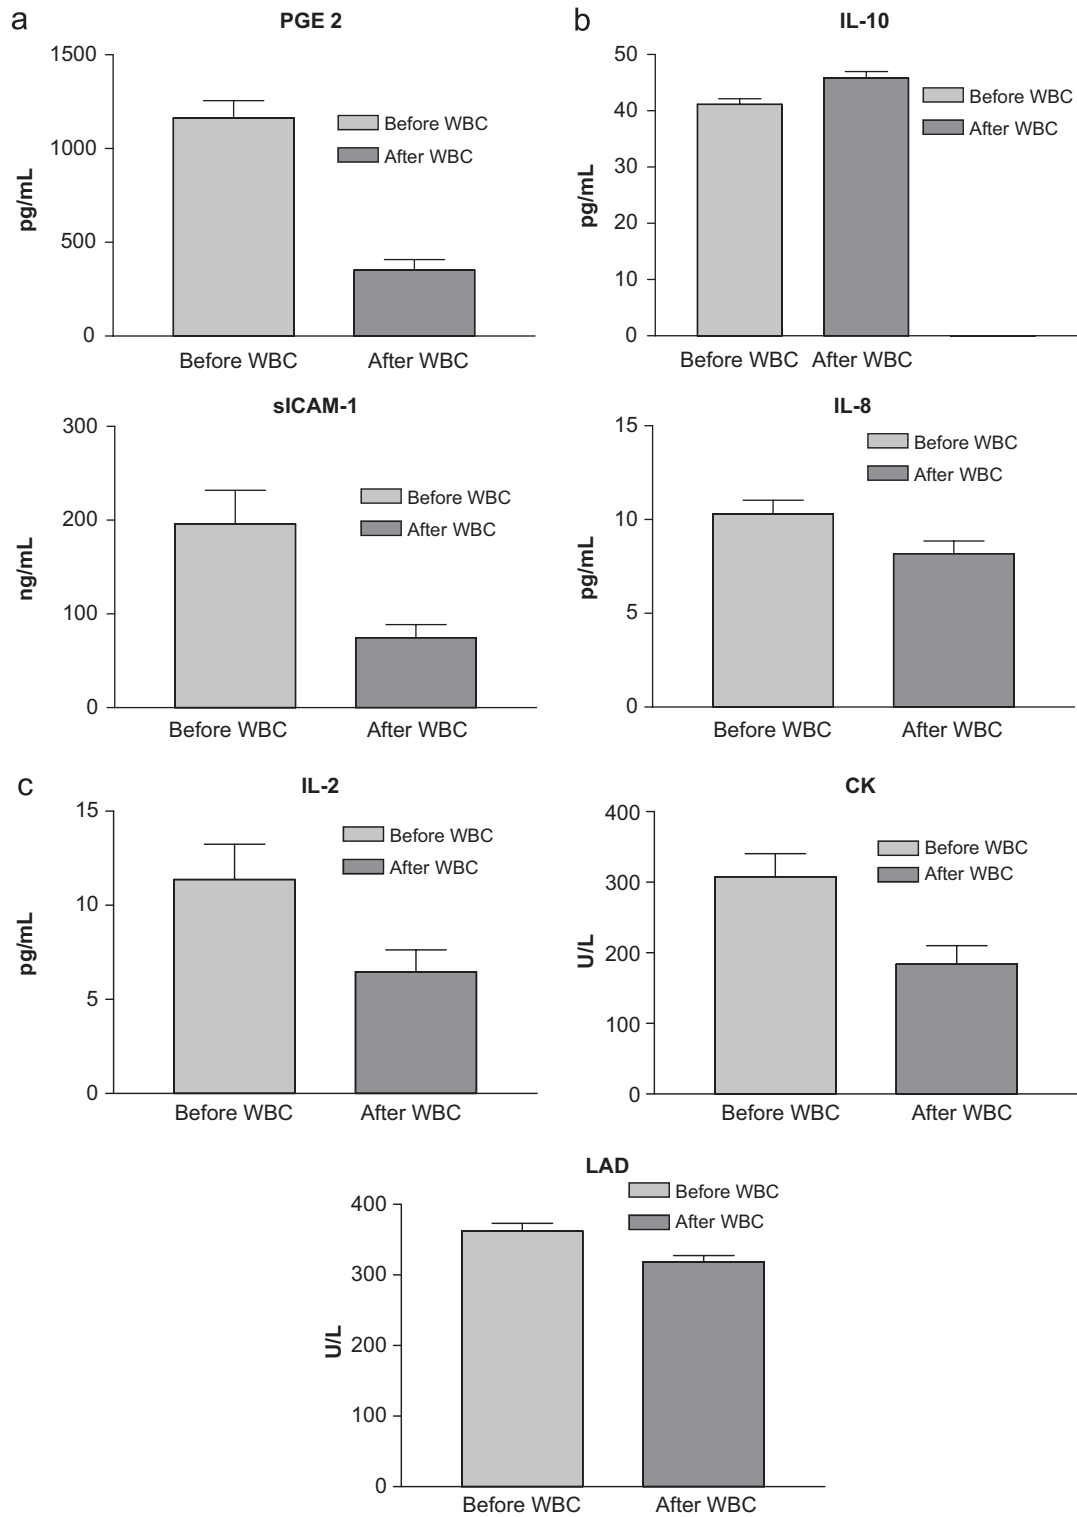 a
PGE 2
1500
1000
500
0
pg/mL
Before WBC
After WBC
Before WBC
After WBC
b
IL-10
50
40
30
20
10
0
pg/mL
Before WBC
After WBC
Before WBC
After WBC
sICAM-1
300
200
100
0
ng/mL
Before WBC
After WBC
Before WBC
After WBC
IL-8
15
10
5
0
pg/mL
Before WBC
After WBC
Before WBC
After WBC
c
IL-2
15
10
5
0
pg/mL
Before WBC
After WBC
Before WBC
After WBC
CK
400
300
200
100
0
U/L
Before WBC
After WBC
Before WBC
After WBC
LAD
400
300
200
100
0
U/L
Before WBC
After WBC
Before WBC
After WBC